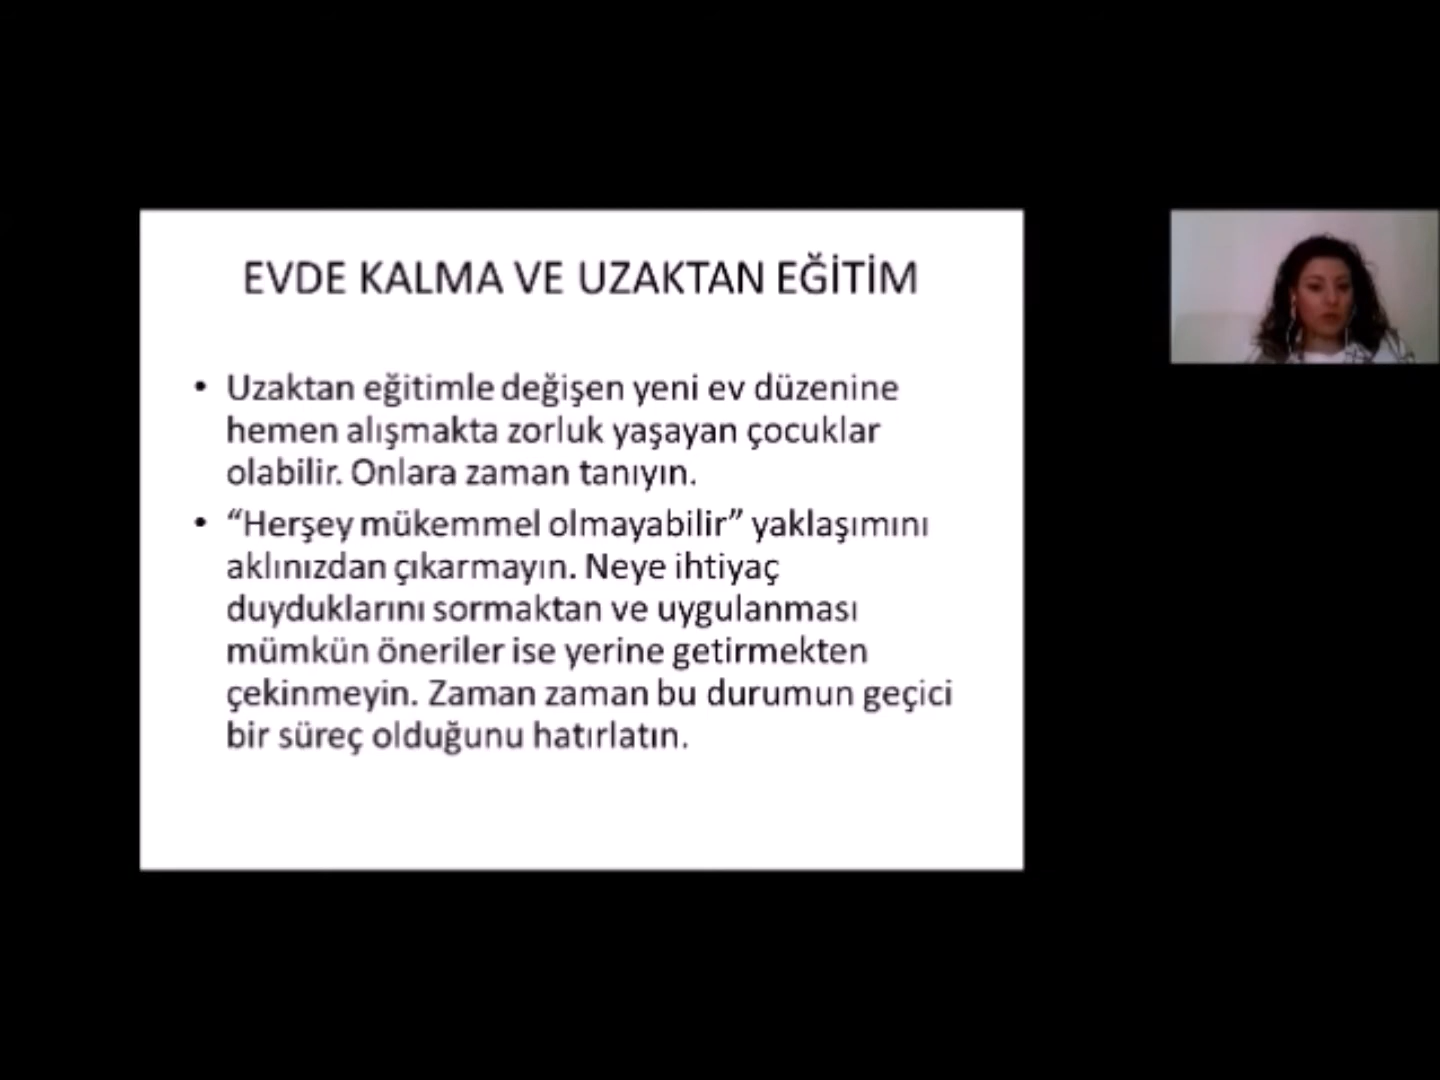 EVDE KALMA VE UZAKTAN EĞİTİM
• Uzaktan eğitimle değişen yeni ev düzenine
hemen alışmakta zorluk yaşayan çocuklar
olabilir. Onlara zaman tanıyın.
• “Herşey mükemmel olmayabilir” yaklaşımını
aklınızdan çıkarmayın. Neye ihtiyaç
duyduklarını sormaktan ve uygulanması
mümkün öneriler ise yerine getirmekten
çekinmeyin. Zaman zaman bu durumun geçici
bir süreç olduğunu hatırlatın.